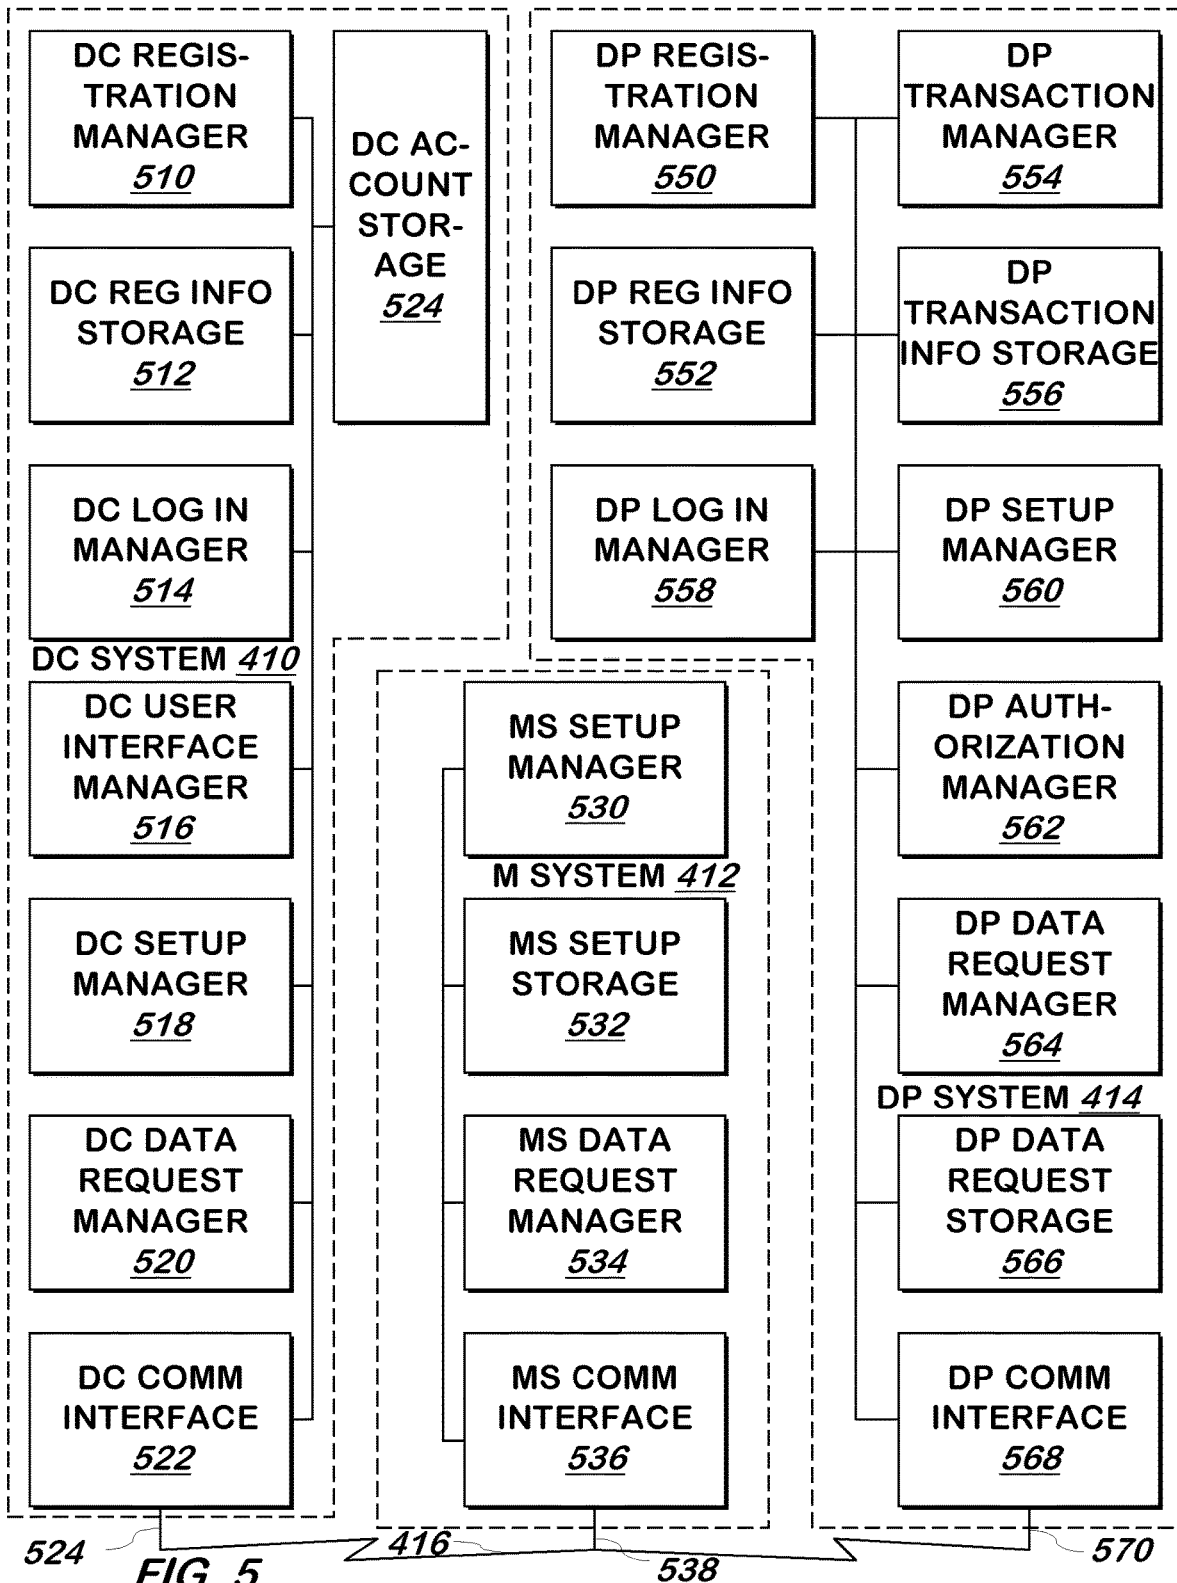 DC REGIS-
TRATION
MANAGER
510
DC AC-
COUNT
STOR-
AGE
524
DC REG INFO
STORAGE
512
DC LOG IN
MANAGER
514
DC SYSTEM 410
DC USER
INTERFACE
MANAGER
516
DC SETUP
MANAGER
518
DC DATA
REQUEST
MANAGER
520
DC COMM
INTERFACE
522
MS SETUP
MANAGER
530
M SYSTEM 412
MS SETUP
STORAGE
532
MS DATA
REQUEST
MANAGER
534
MS COMM
INTERFACE
536
DP REGIS-
TRATION
MANAGER
550
DP
TRANSACTION
MANAGER
554
DP REG INFO
STORAGE
552
DP
TRANSACTION
INFO STORAGE
556
DP LOG IN
MANAGER
558
DP SETUP
MANAGER
560
DP AUTH-
ORIZATION
MANAGER
562
DP DATA
REQUEST
MANAGER
564
DP SYSTEM 414
DP DATA
REQUEST
STORAGE
566
DP COMM
INTERFACE
568
524
416
538
570
FIG. 5